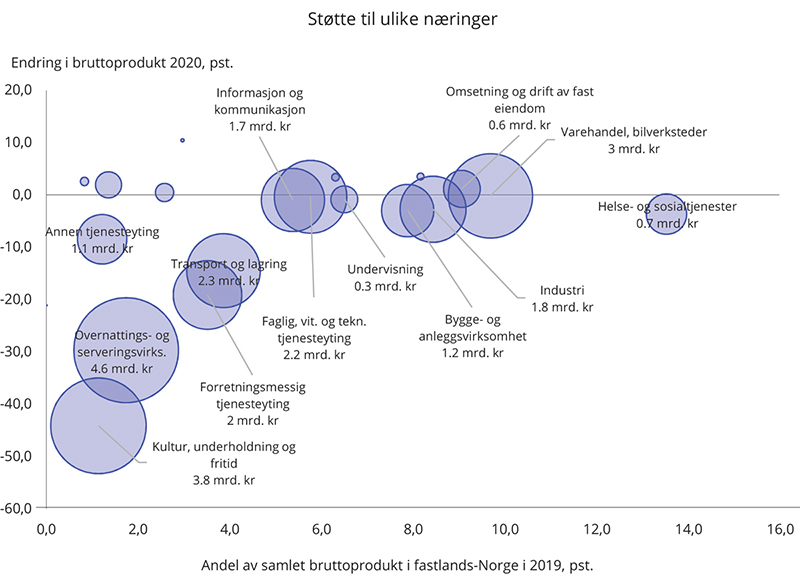 Støtte til ulike næringer
Endring i bruttoprodukt 2020, pst.
20,0
10,0
0,0
-10,0
-20,0
-30,0
-40,0
-50,0
-60,0
Informasjon og
kommunikasjon
1.7 mrd. kr
Omsetning og drift av fast
eiendom
0.6 mrd. kr
Varehandel, bilverksteder
3 mrd. kr
Helse- og sosialtjenester
0.7 mrd. kr
Annen tjenesteyting
1.1 mrd. kr
Transport og lagring
2.3 mrd. kr
Undervisning
0.3 mrd. kr
Industri
1.8 mrd. kr
Faglig, vit. og tekn.
tjenesteyting
2.2 mrd. kr
Bygge- og
anleggsvirksomhet
1.2 mrd. kr
Overnattings- og
serveringsvirks.
4.6 mrd. kr
Forretningsmessig
tjenesteyting
2 mrd. kr
Kultur, underholdning og
fritid
3.8 mrd. kr
0,0 2,0 4,0 6,0 8,0 10,0 12,0 14,0 16,0
Andel av samlet bruttoprodukt i fastlands-Norge i 2019, pst.